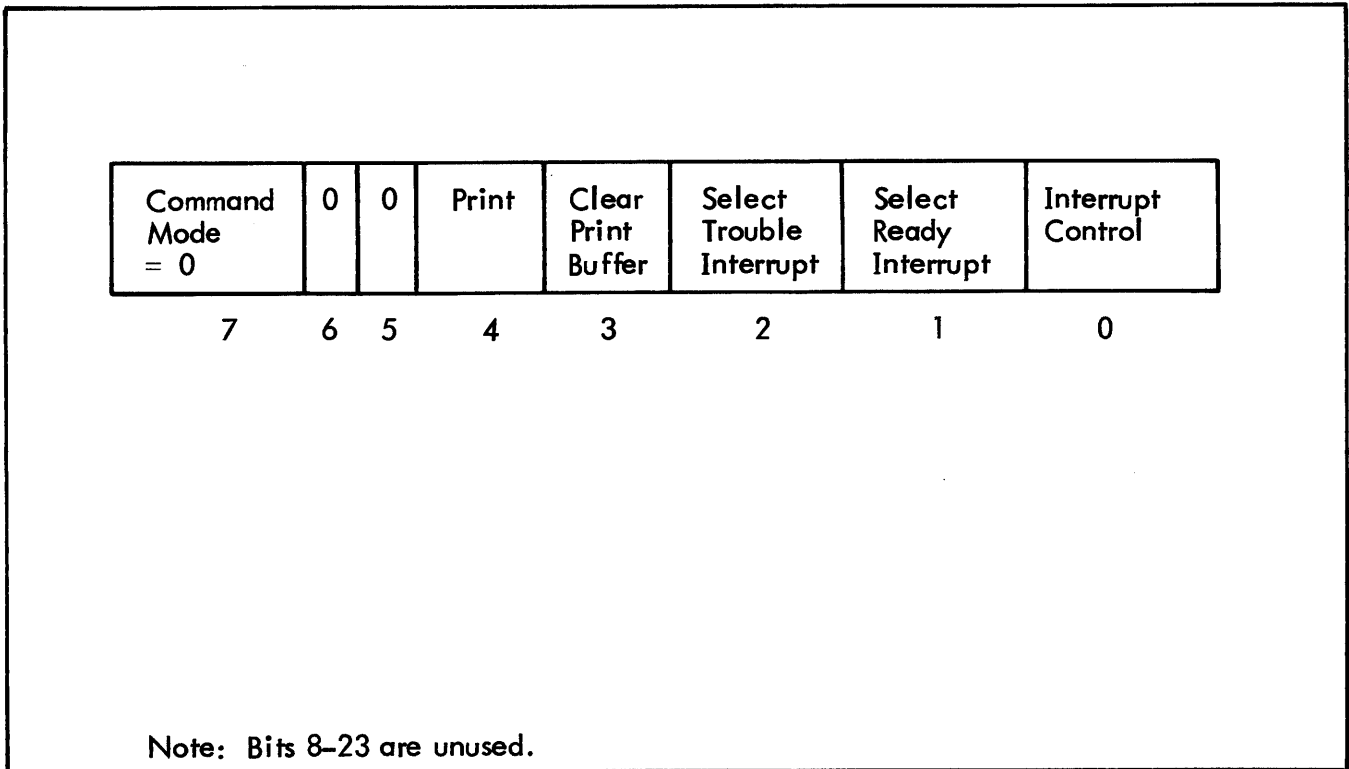 Command Mode = 0 | 0 | 0 | Print | Clear Print Buffer | Select Trouble Interrupt | Select Ready Interrupt | Interrupt Control
7 6 5 4 3 2 1 0
Note: Bits 8-23 are unused.